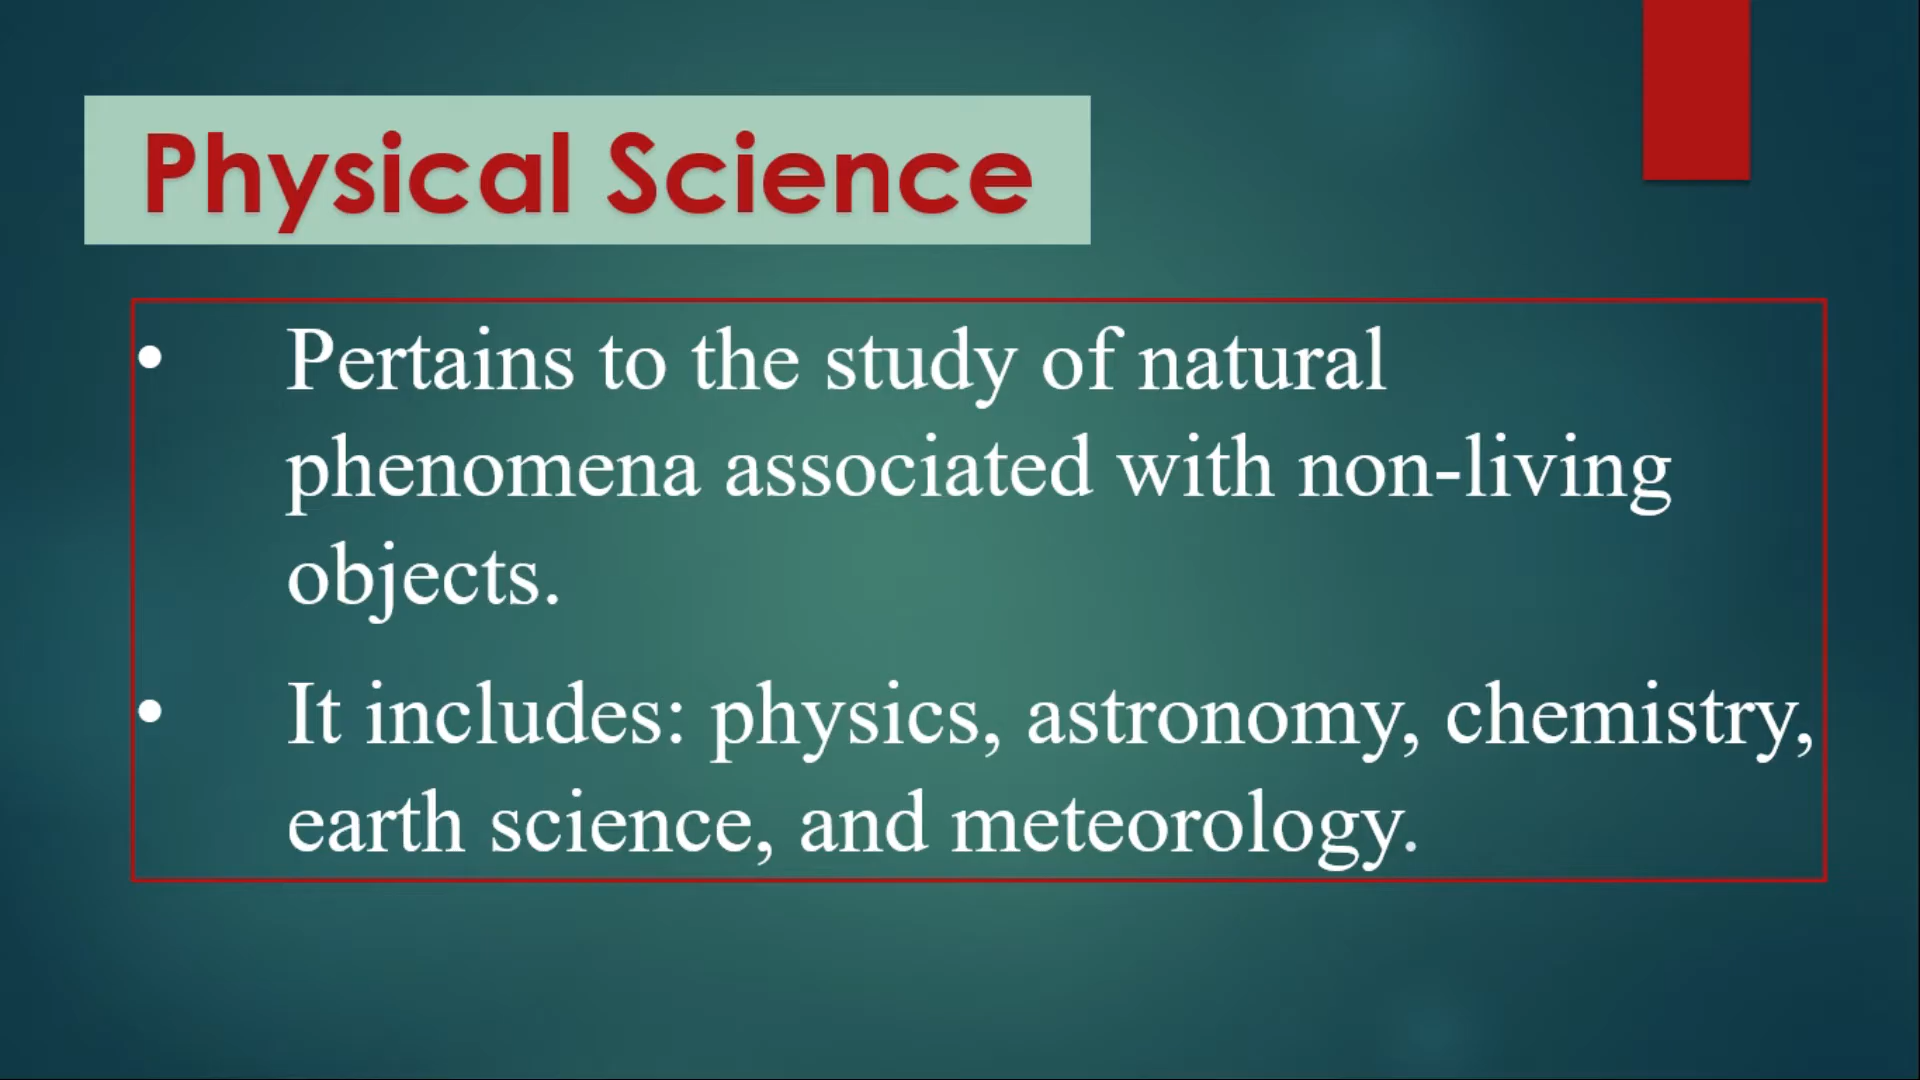 Physical Science
• Pertains to the study of natural
phenomena associated with non-living
objects.
• It includes: physics, astronomy, chemistry,
earth science, and meteorology.